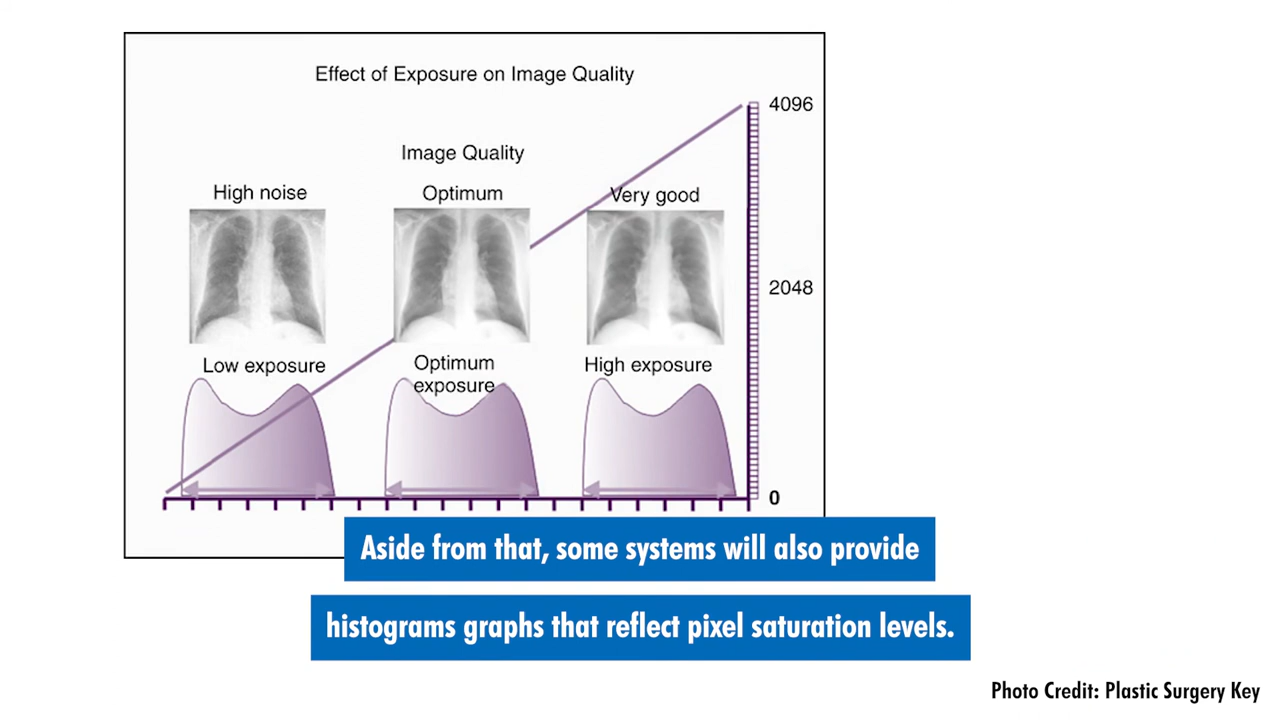 Effect of Exposure on Image Quality
4096
Image Quality
High noise
Optimum
Very good
2048
Low exposure
Optimum
exposure
High exposure
0
Aside from that, some systems will also provide
histograms graphs that reflect pixel saturation levels.
Photo Credit: Plastic Surgery Key